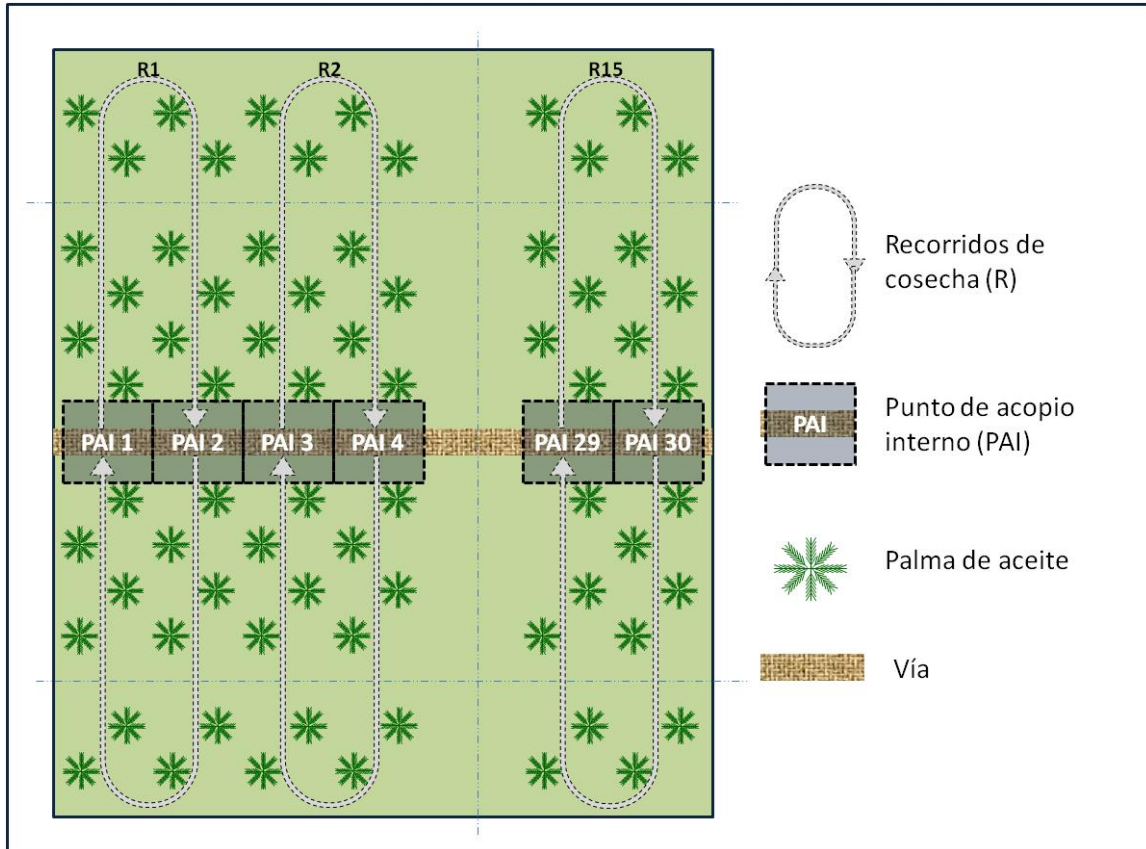 R1
R2
R15
PAI 1
PAI 2
PAI 3
PAI 4
PAI 29
PAI 30
Recorridos de
cosecha (R)
PAI
Punto de acopio
interno (PAI)
Palma de aceite
Vía